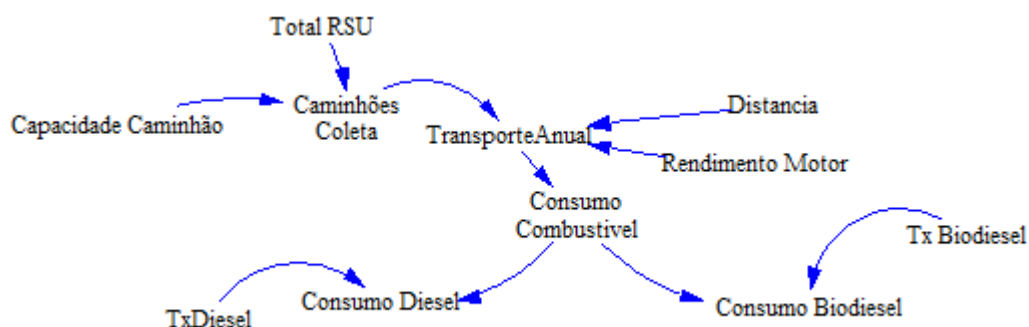 Total RSU
Capacidade Caminhão
Caminhões
Coleta
TransporteAnual
Distancia
Rendimento Motor
Consumo
Combustivel
Tx Biodiesel
TxDiesel
Consumo Diesel
Consumo Biodiesel